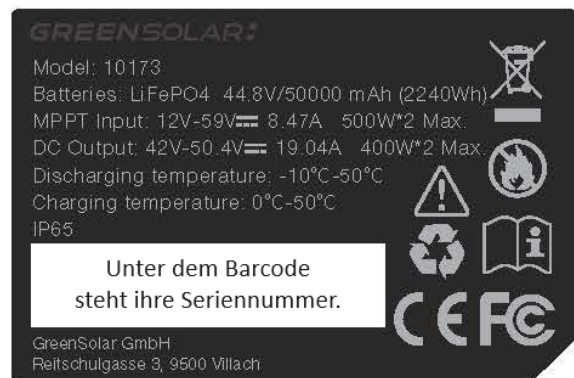 GREENSOLAR:
Model: 10173
Batteries: LiFePO4 44.8V/50000 mAh (2240Wh)
MPPT Input: 12V-59V⎓ 8.47A 500W*2 Max.
DC Output: 42V-50.4V⎓ 19.04A 400W*2 Max.
Discharging temperature: -10°C-50°C
Charging temperature: 0°C-50°C
IP65
Unter dem Barcode
steht ihre Seriennummer.
GreenSolar GmbH
Reitschulgasse 3, 9500 Villach
CE FC